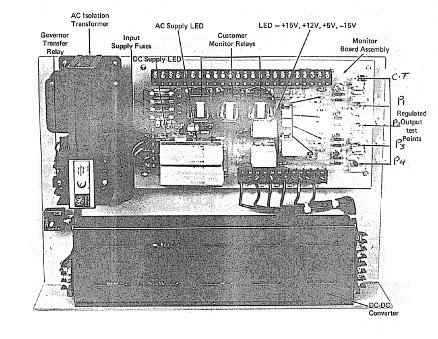 AC Isolation
Transformer
Governor
Transfer
Relay
Input
Supply Fuses
AC Supply LED
DC Supply LED
Customer
Monitor Relays
LED = +15V, +12V, +5V, -15V
Monitor
Board Assembly
C.T
P1
Regulated
P2 Output
test
Points
P3
P4
DC-DC
Converter